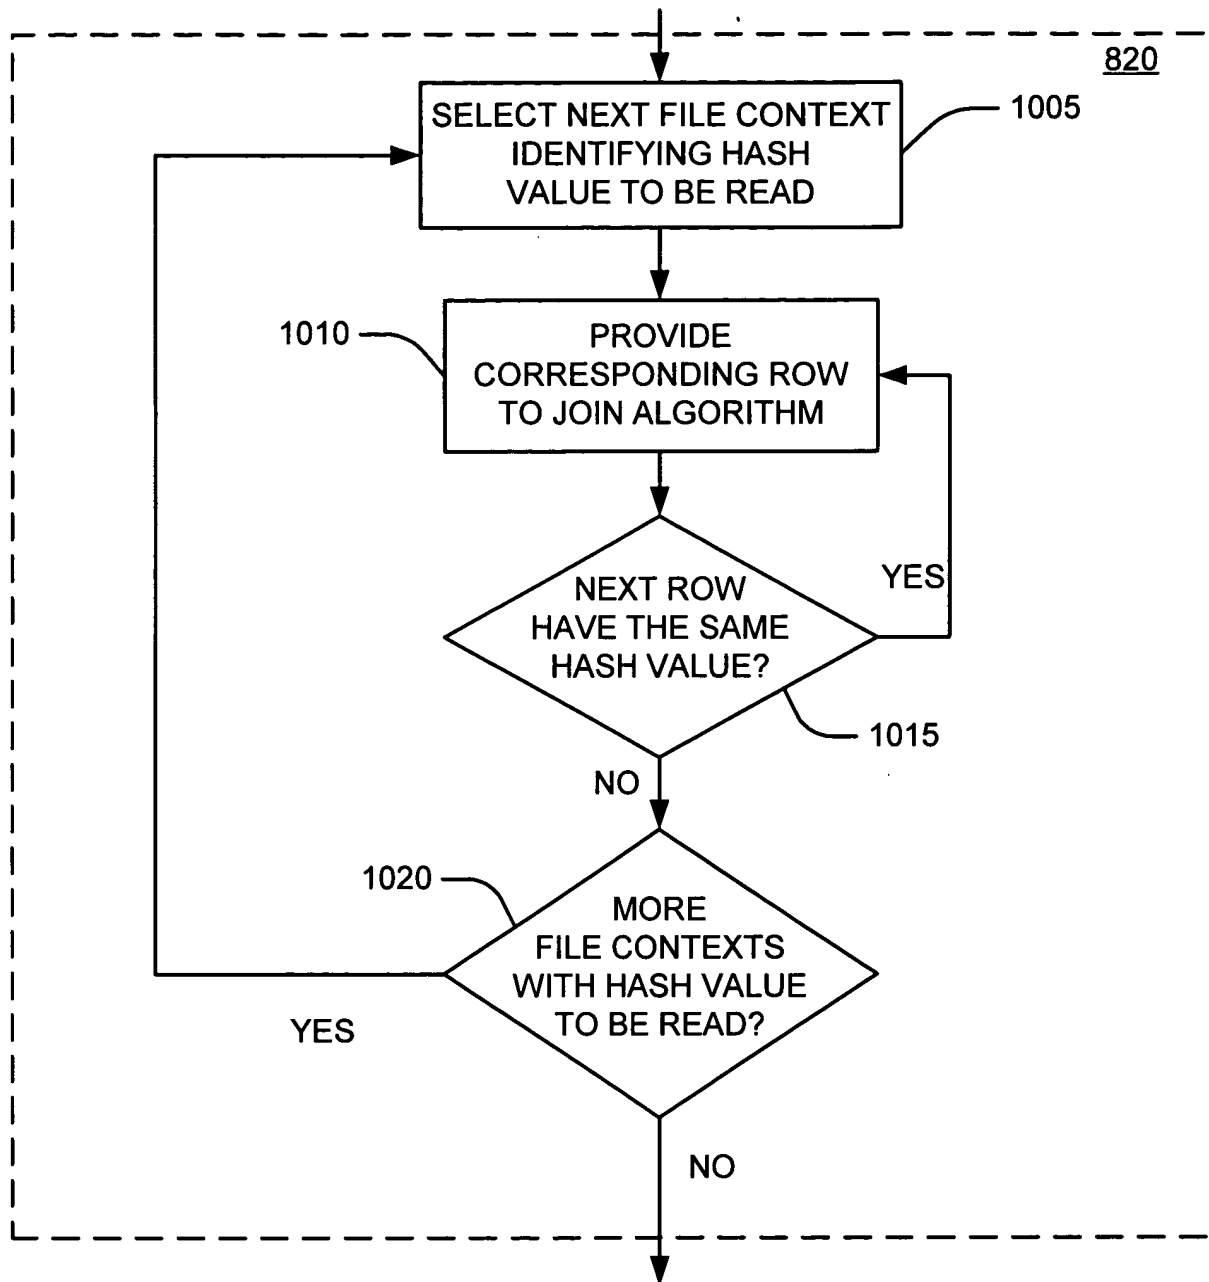 820
SELECT NEXT FILE CONTEXT
IDENTIFYING HASH
VALUE TO BE READ
1005
1010
PROVIDE
CORRESPONDING ROW
TO JOIN ALGORITHM
NEXT ROW
HAVE THE SAME
HASH VALUE?
YES
1015
NO
1020
MORE
FILE CONTEXTS
WITH HASH VALUE
TO BE READ?
YES
NO